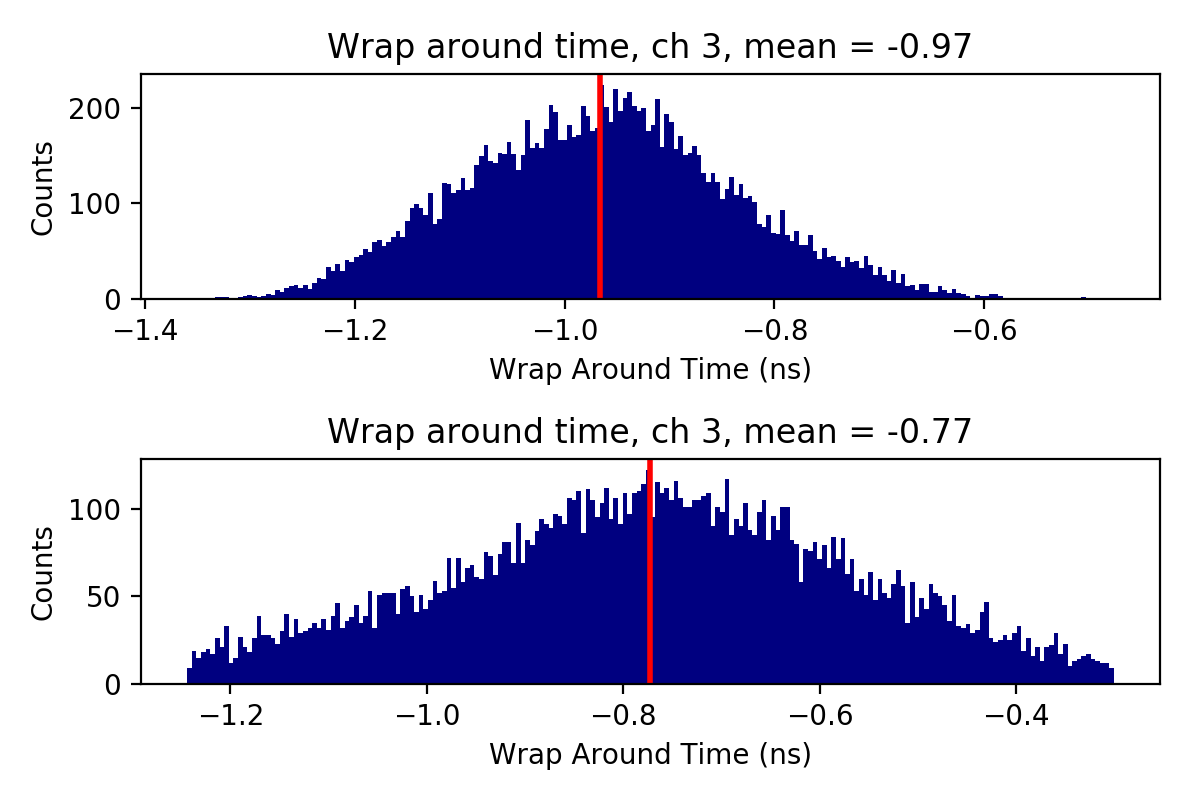 Wrap around time, ch 3, mean = -0.97
200
100
0
Counts
−1.4 −1.2 −1.0 −0.8 −0.6
Wrap Around Time (ns)
Wrap around time, ch 3, mean = -0.77
100
50
0
Counts
−1.2 −1.0 −0.8 −0.6 −0.4
Wrap Around Time (ns)